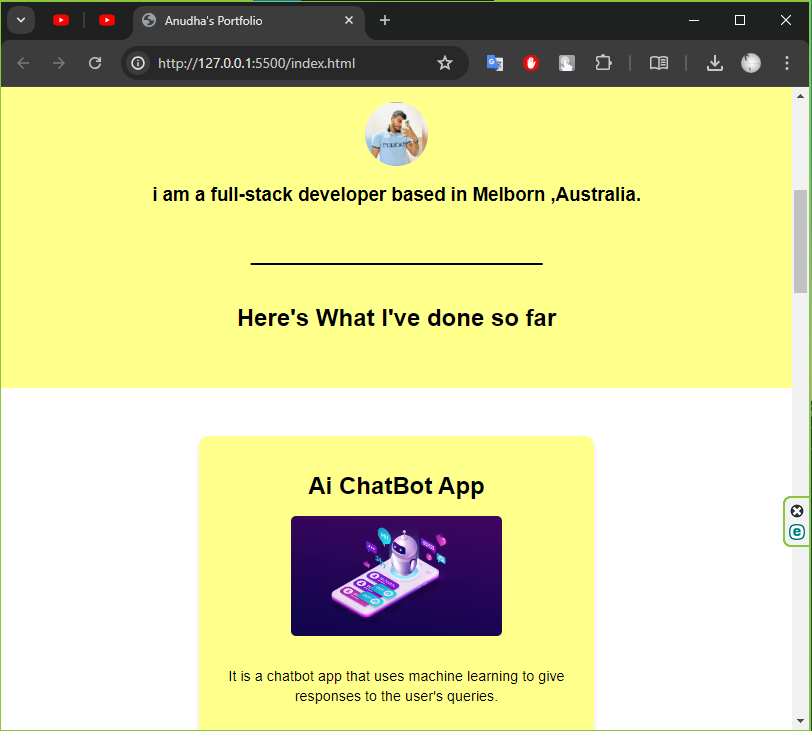 Anudha's Portfolio
http://127.0.0.1:5500/index.html
i am a full-stack developer based in Melborn ,Australia.
Here's What I've done so far
Ai ChatBot App
It is a chatbot app that uses machine learning to give
responses to the user's queries.